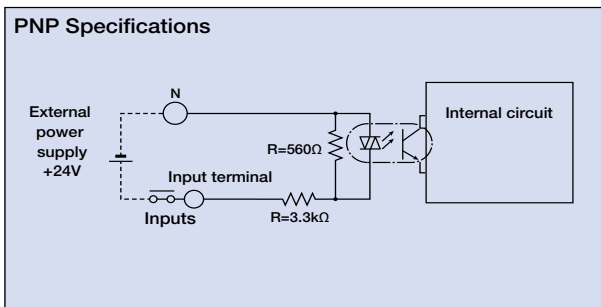 PNP Specifications
N
External
power
supply
+24V
Internal circuit
R=560Ω
Input terminal
Inputs
R=3.3kΩ